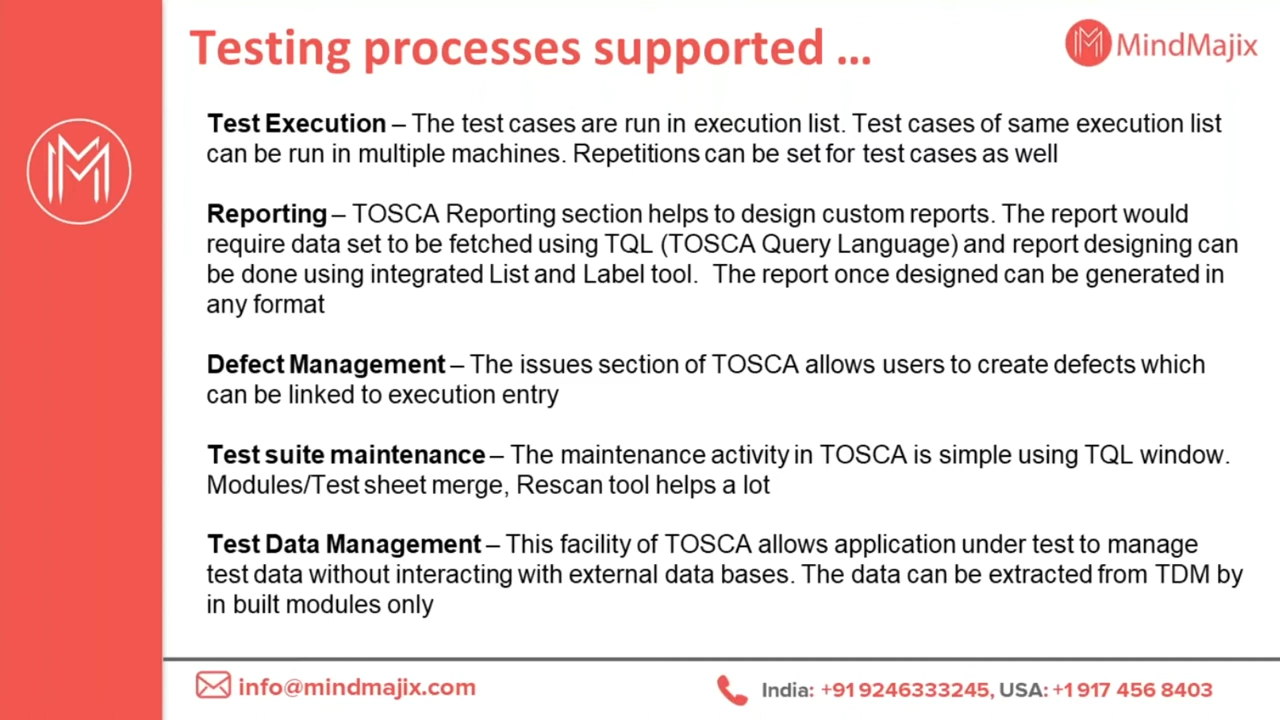 Testing processes supported ...
MindMajix
Test Execution – The test cases are run in execution list. Test cases of same execution list
can be run in multiple machines. Repetitions can be set for test cases as well
Reporting – TOSCA Reporting section helps to design custom reports. The report would
require data set to be fetched using TQL (TOSCA Query Language) and report designing can
be done using integrated List and Label tool. The report once designed can be generated in
any format
Defect Management – The issues section of TOSCA allows users to create defects which
can be linked to execution entry
Test suite maintenance – The maintenance activity in TOSCA is simple using TQL window.
Modules/Test sheet merge, Rescan tool helps a lot
Test Data Management – This facility of TOSCA allows application under test to manage
test data without interacting with external data bases. The data can be extracted from TDM by
in built modules only
info@mindmajix.com
India: +91 9246333245, USA: +1 917 456 8403